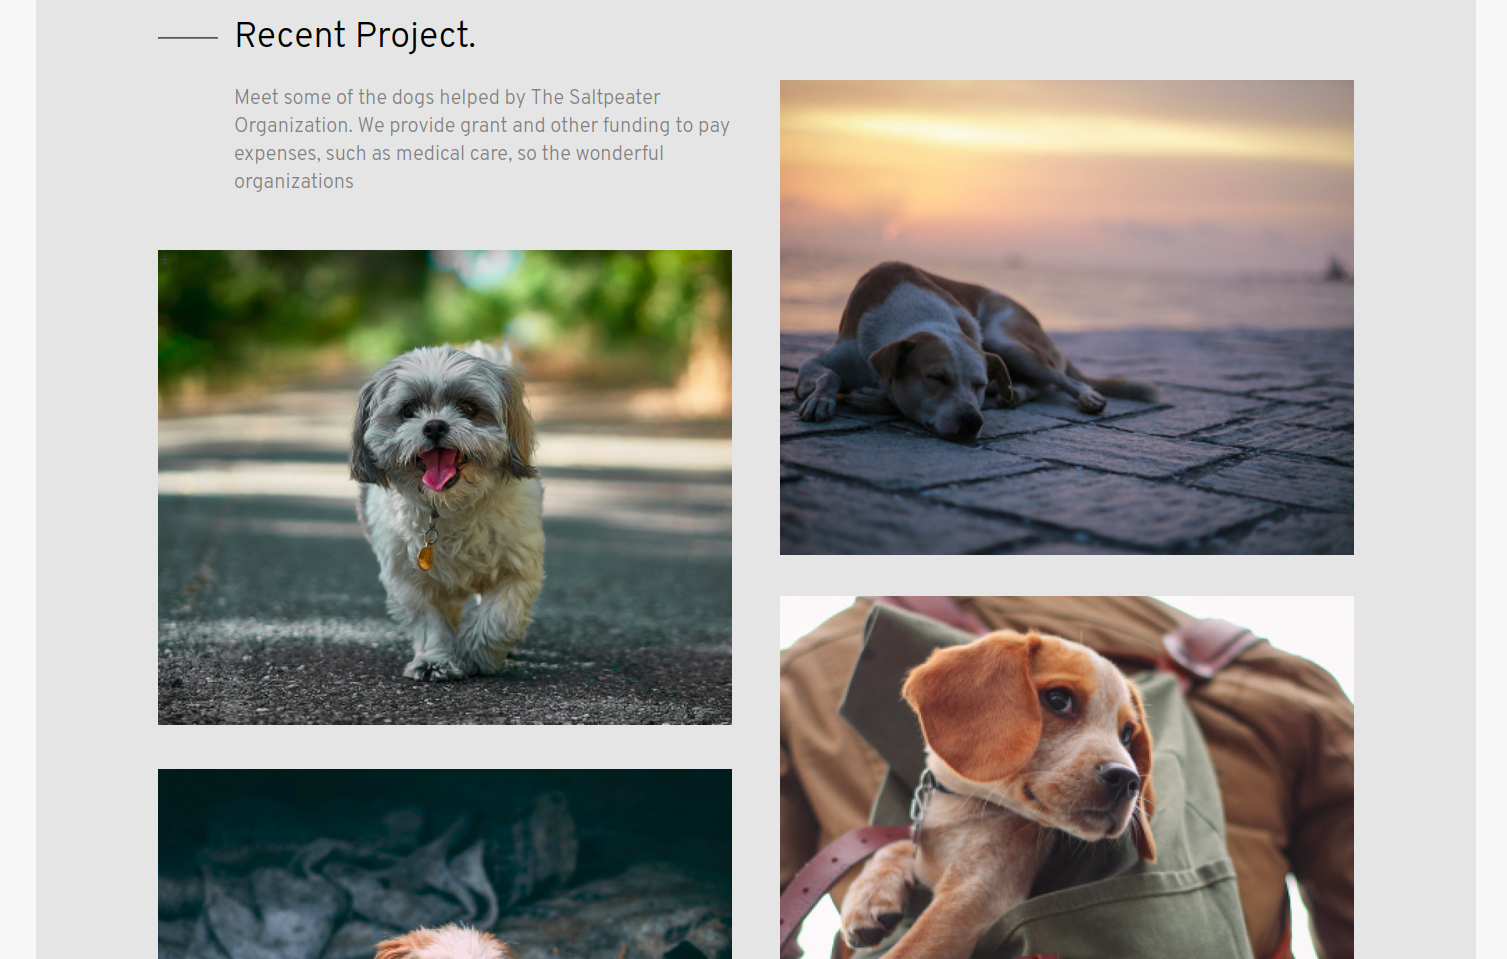 Recent Project.
Meet some of the dogs helped by The Saltpeater
Organization. We provide grant and other funding to pay
expenses, such as medical care, so the wonderful
organizations